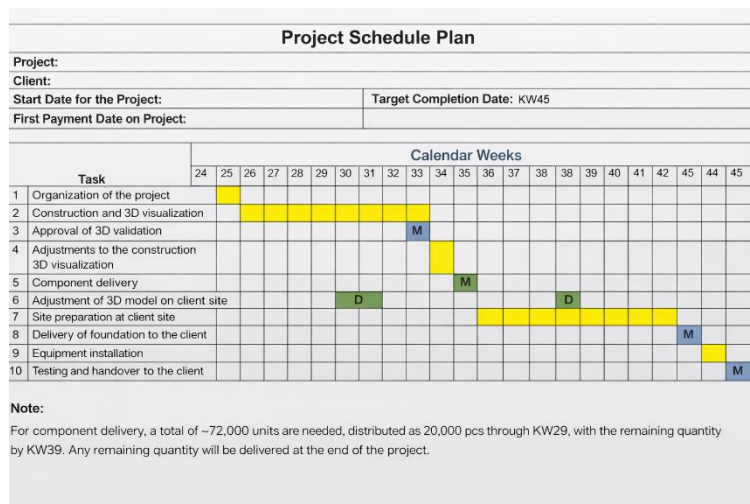 Project Schedule Plan
Project:
Client:
Start Date for the Project: Target Completion Date: KW45
First Payment Date on Project:
Calendar Weeks
Task 24 25 26 27 28 29 30 31 32 33 34 35 36 37 38 38 39 40 41 42 45 44 45
1 Organization of the project
2 Construction and 3D visualization
3 Approval of 3D validation M
4 Adjustments to the construction
3D visualization
5 Component delivery M
6 Adjustment of 3D model on client site D D
7 Site preparation at client site
8 Delivery of foundation to the client M
9 Equipment installation
10 Testing and handover to the client M
Note:
For component delivery, a total of ~72,000 units are needed, distributed as 20,000 pcs through KW29, with the remaining quantity
by KW39. Any remaining quantity will be delivered at the end of the project.